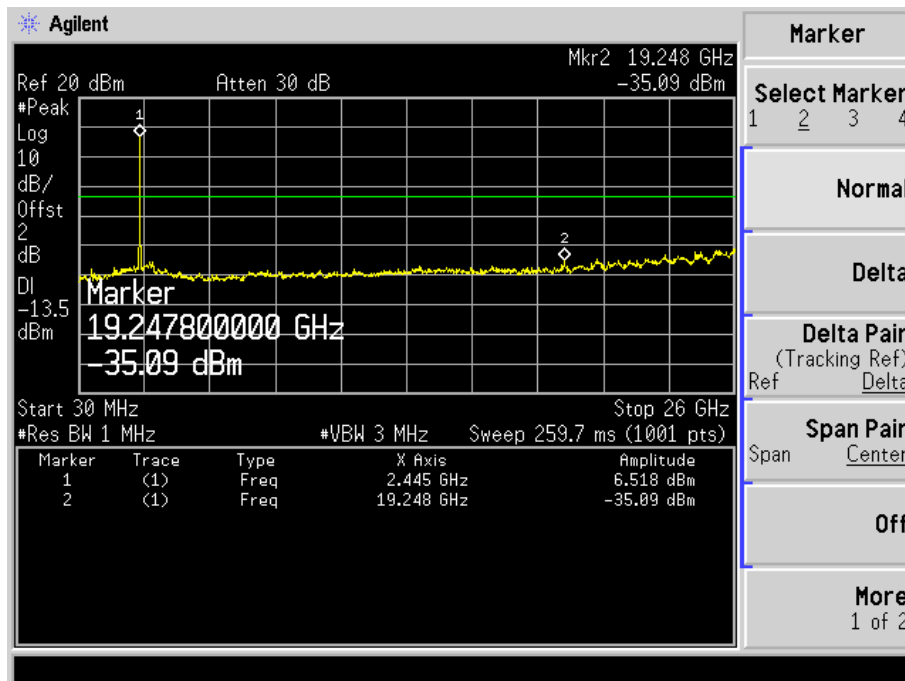 Agilent
Marker
Mkr2 19.248 GHz
Ref 20 dBm Atten 30 dB -35.09 dBm
#Peak
Log
10
dB/
Offst
2
dB
DI
-13.5
dBm
1
2
Marker
19.247800000 GHz
-35.09 dBm
Start 30 MHz Stop 26 GHz
#Res BW 1 MHz #VBW 3 MHz Sweep 259.7 ms (1001 pts)
Marker Trace Type X Axis Amplitude
1 (1) Freq 2.445 GHz 6.518 dBm
2 (1) Freq 19.248 GHz -35.09 dBm
Select Marker
1 2 3 4
Normal
Delta
Delta Pair
(Tracking Ref)
Ref Delta
Span Pair
Span Center
Off
More
1 of 2